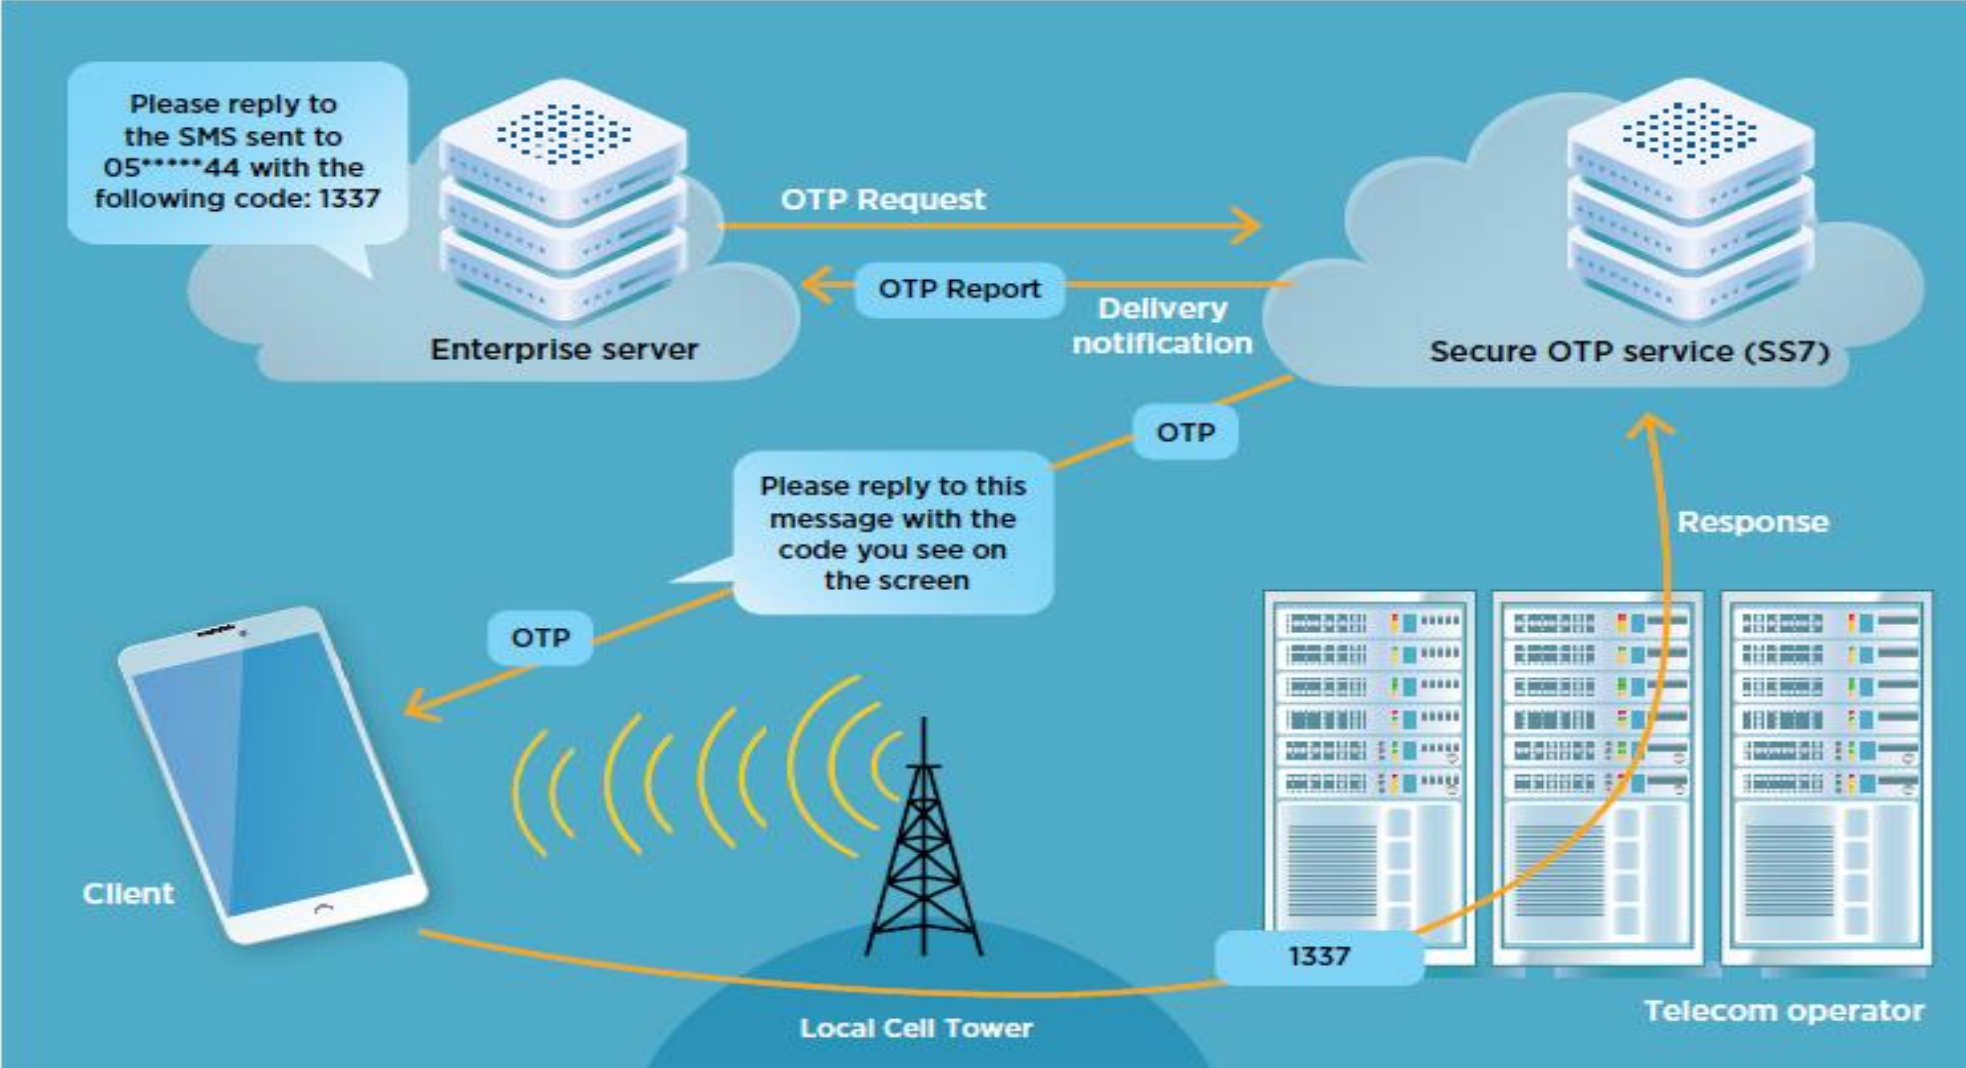 Please reply to
the SMS sent to
05*****44 with the
following code: 1337
Enterprise server
OTP Request
OTP Report
Delivery
notification
Secure OTP service (SS7)
OTP
Please reply to this
message with the
code you see on
the screen
OTP
Response
Client
1337
Local Cell Tower
Telecom operator